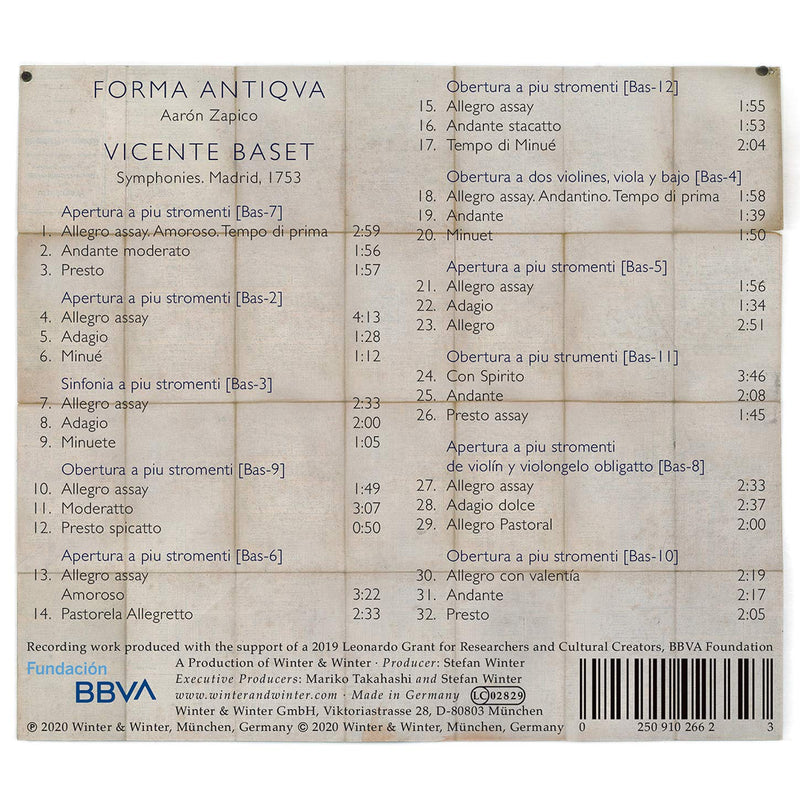 FORMA ANTIQVA
Aarón Zapico
VICENTE BASET
Symphonies. Madrid, 1753
Apertura a piu stromenti [Bas-7]
1. Allegro assay. Amoroso. Tempo di prima 2:59
2. Andante moderato 1:56
3. Presto 1:57
Apertura a piu stromenti [Bas-2]
4. Allegro assay 4:13
5. Adagio 1:28
6. Minué 1:12
Sinfonia a piu stromenti [Bas-3]
7. Allegro assay 2:33
8. Adagio 2:00
9. Minuete 1:05
Obertura a piu stromenti [Bas-9]
10. Allegro assay 1:49
11. Moderatto 3:07
12. Presto spicatto 0:50
Apertura a piu stromenti [Bas-6]
13. Allegro assay
Amoroso 3:22
14. Pastorela Allegretto 2:33
Obertura a piu stromenti [Bas-12]
15. Allegro assay 1:55
16. Andante stacatto 1:53
17. Tempo di Minué 2:04
Obertura a dos violines, viola y bajo [Bas-4]
18. Allegro assay. Andantino. Tempo di prima 1:58
19. Andante 1:39
20. Minuet 1:50
Apertura a piu stromenti [Bas-5]
21. Allegro assay 1:56
22. Adagio 1:34
23. Allegro 2:51
Obertura a piu strumenti [Bas-11]
24. Con Spirito 3:46
25. Andante 2:08
26. Presto assay 1:45
Apertura a piu stromenti
de violín y violongelo obligatto [Bas-8]
27. Allegro assay 2:33
28. Adagio dolce 2:37
29. Allegro Pastoral 2:00
Obertura a piu stromenti [Bas-10]
30. Allegro con valentía 2:19
31. Andante 2:17
32. Presto 2:05
Recording work produced with the support of a 2019 Leonardo Grant for Researchers and Cultural Creators, BBVA Foundation
Fundación
BBVA
A Production of Winter & Winter · Producer: Stefan Winter
Executive Producers: Mariko Takahashi and Stefan Winter
www.winterandwinter.com · Made in Germany LC02829
Winter & Winter GmbH, Viktoriastrasse 28, D-80803 München
℗ 2020 Winter & Winter, München, Germany © 2020 Winter & Winter, München, Germany
0 250 910 266 2 3